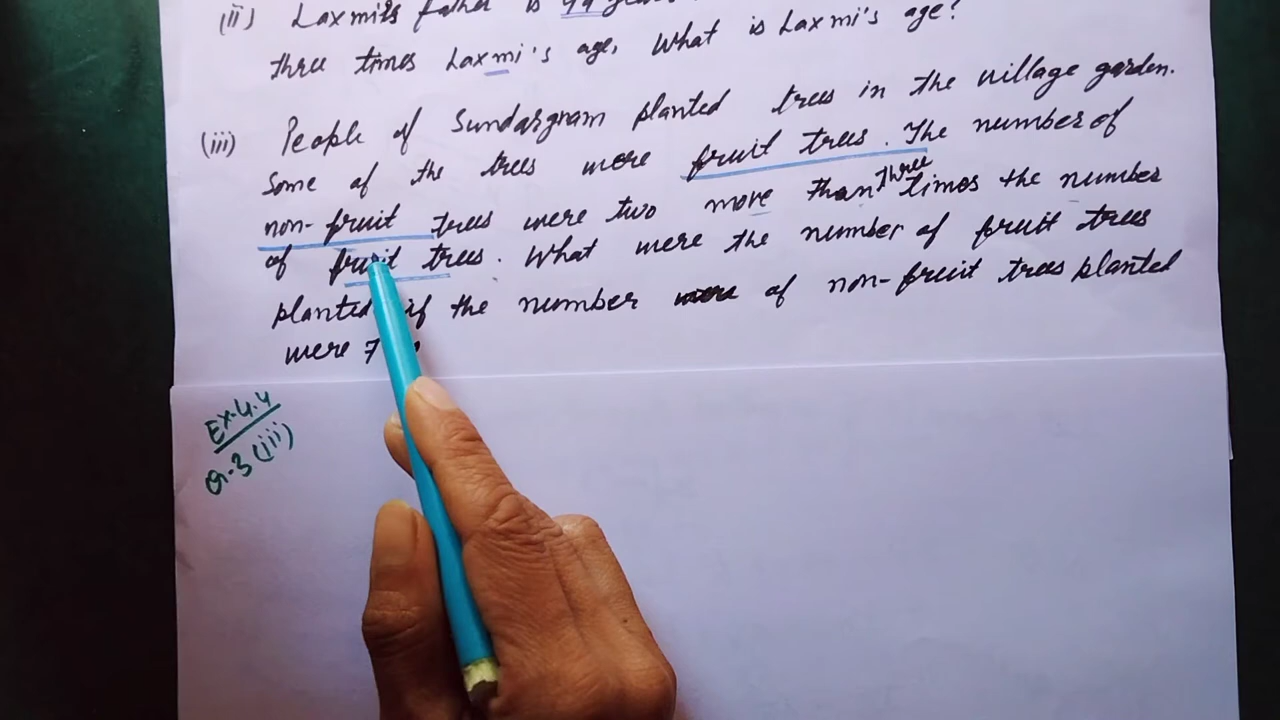 (ii) Laxmi's father is 49 years
three times Laxmi's age, What is Laxmi's age?
(iii) People of Sundargram planted trees in the village garden.
Some of the trees were fruit trees. The number of
non-fruit trees were two more than three times the number
of fruit trees. What were the number of fruit trees
planted if the number of non-fruit trees planted
were
Ex.4.4
Q.3(iii)